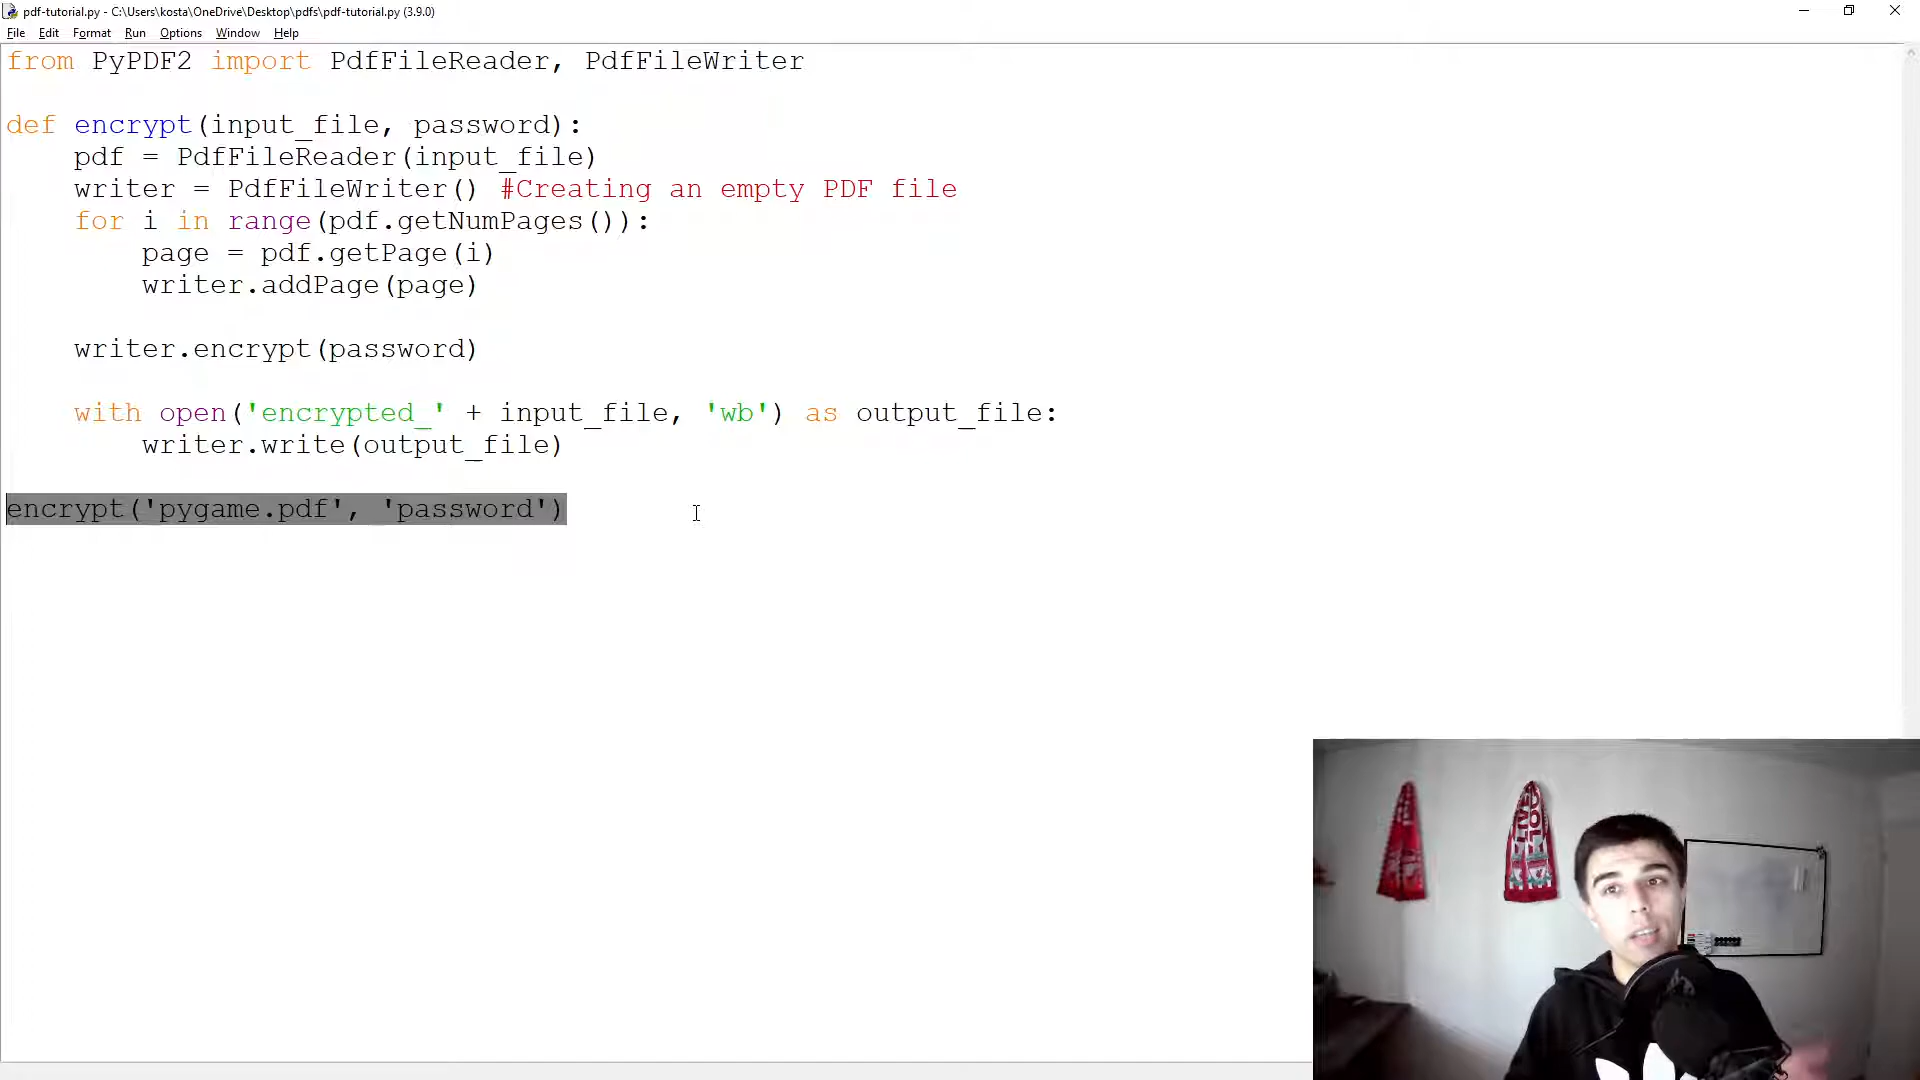 pdf-tutorial.py - C:\Users\kosta\OneDrive\Desktop\pdfs\pdf-tutorial.py (3.9.0)
File Edit Format Run Options Window Help
from PyPDF2 import PdfFileReader, PdfFileWriter
def encrypt(input_file, password):
    pdf = PdfFileReader(input_file)
    writer = PdfFileWriter() #Creating an empty PDF file
    for i in range(pdf.getNumPages()):
        page = pdf.getPage(i)
        writer.addPage(page)
    writer.encrypt(password)
    with open('encrypted_' + input_file, 'wb') as output_file:
        writer.write(output_file)
encrypt('pygame.pdf', 'password')